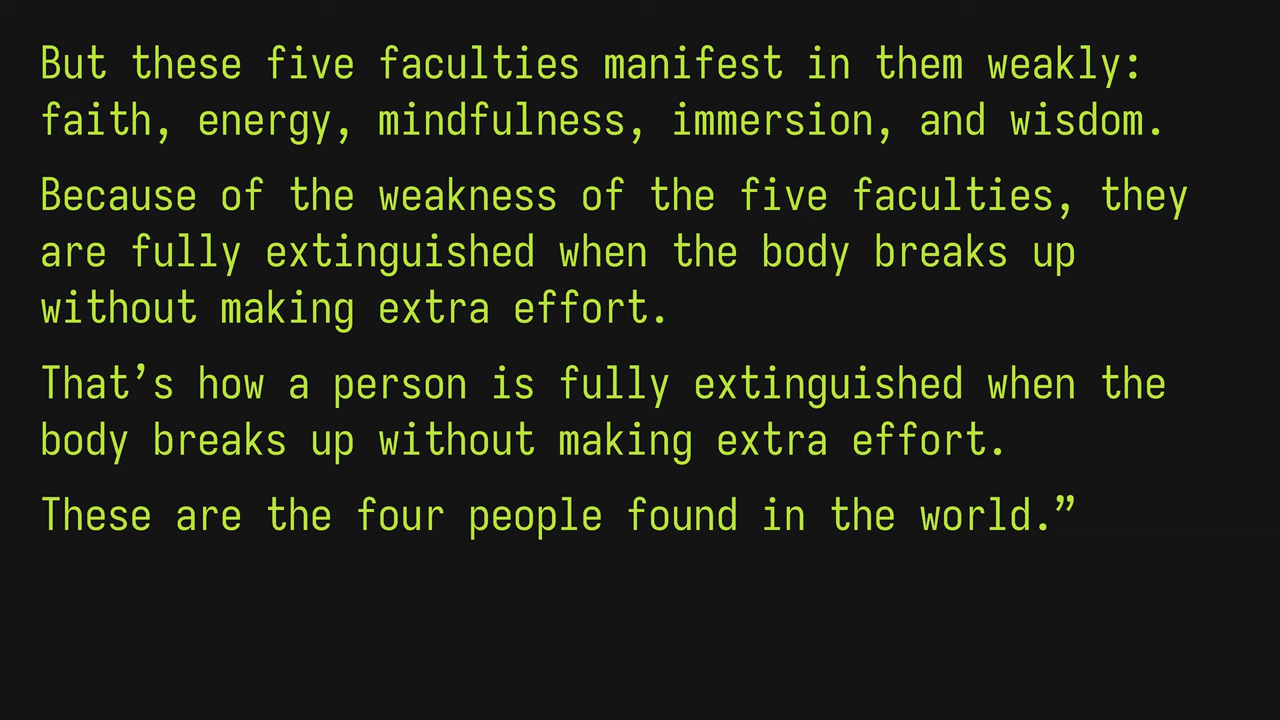 But these five faculties manifest in them weakly:
faith, energy, mindfulness, immersion, and wisdom.
Because of the weakness of the five faculties, they
are fully extinguished when the body breaks up
without making extra effort.
That’s how a person is fully extinguished when the
body breaks up without making extra effort.
These are the four people found in the world.”